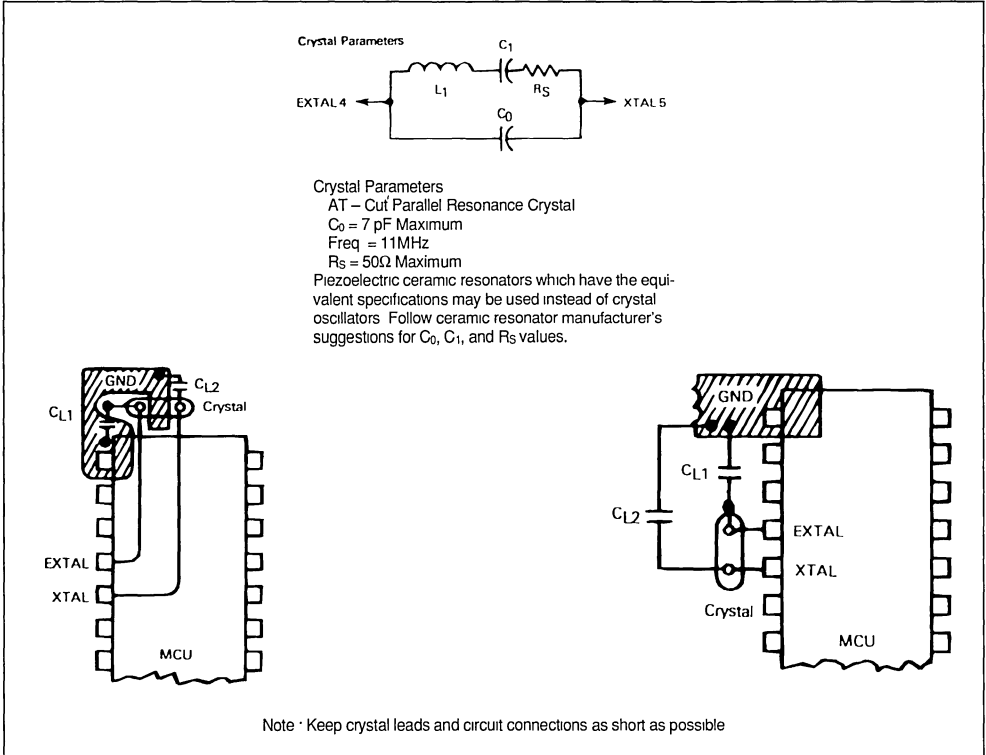 Crystal Parameters
C1
L1
RS
EXTAL 4
XTAL 5
C0
Crystal Parameters
AT – Cut Parallel Resonance Crystal
C0 = 7 pF Maximum
Freq = 11MHz
RS = 50Ω Maximum
Piezoelectric ceramic resonators which have the equi-
valent specifications may be used instead of crystal
oscillators Follow ceramic resonator manufacturer's
suggestions for C0, C1, and RS values.
GND
CL2
CL1
Crystal
EXTAL
XTAL
MCU
GND
CL1
CL2
EXTAL
XTAL
Crystal
MCU
Note · Keep crystal leads and circuit connections as short as possible